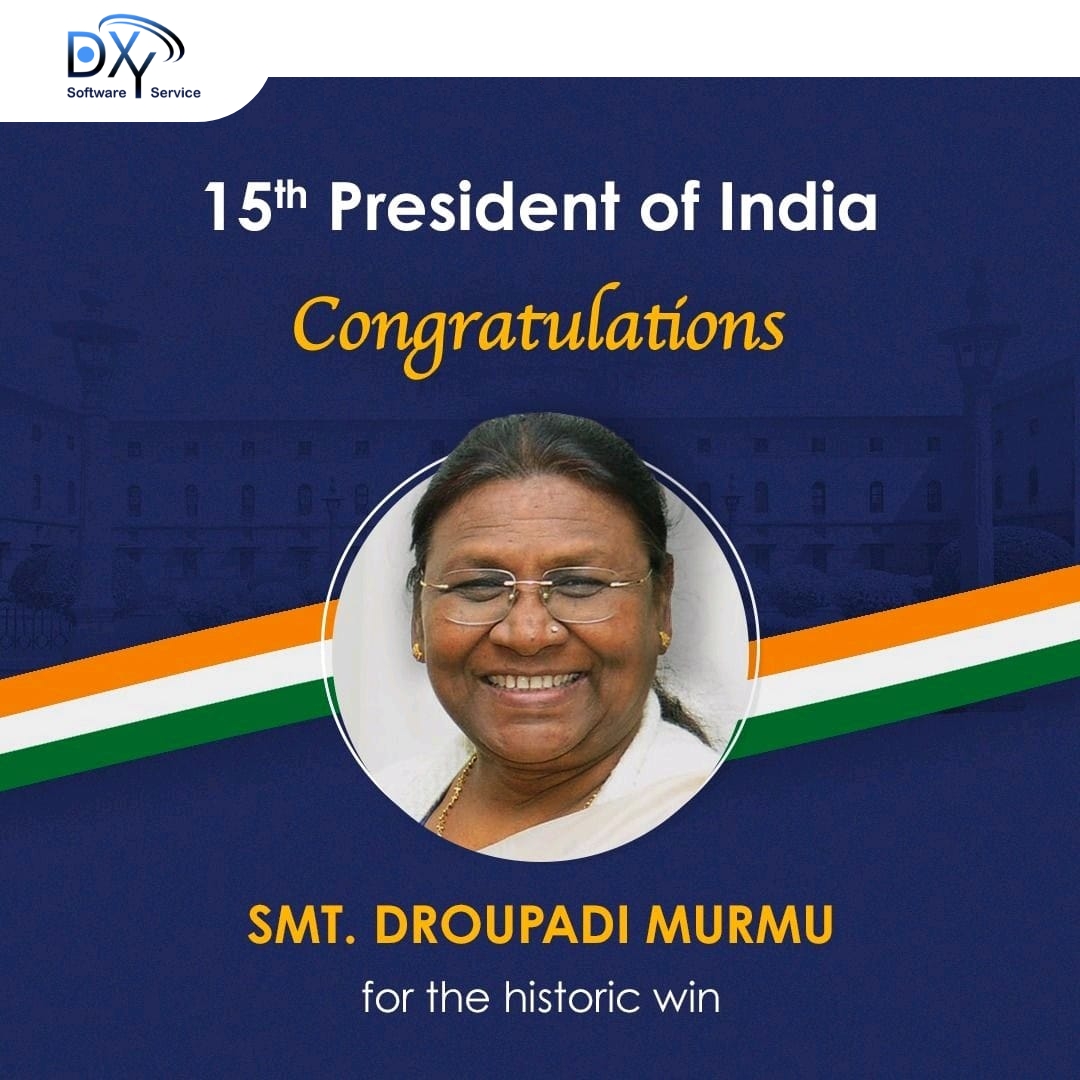 DXY
Software Service
15th President of India
Congratulations
SMT. DROUPADI MURMU
for the historic win